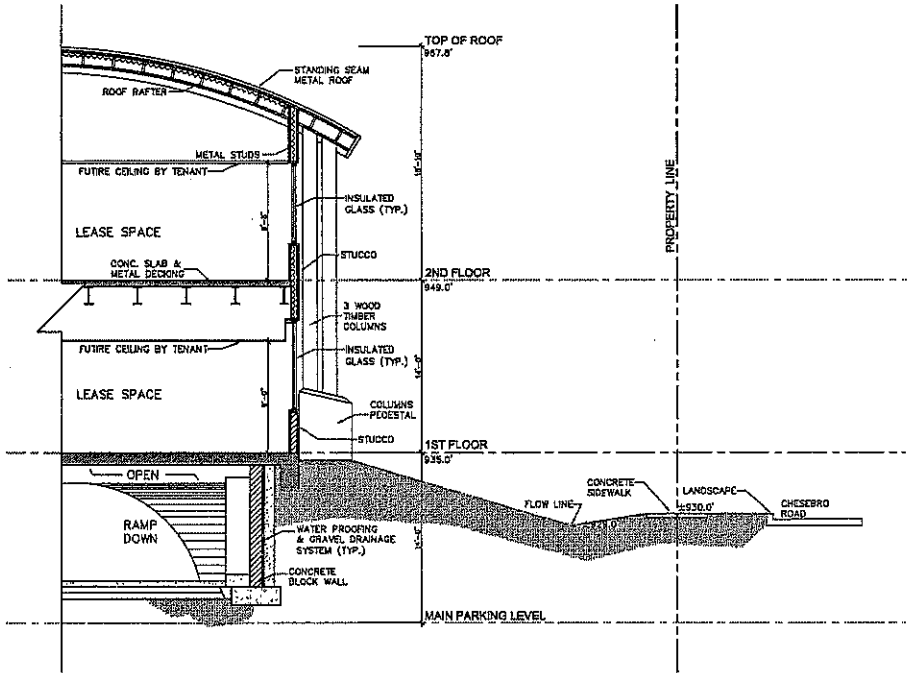 TOP OF ROOF
967.8'
STANDING SEAM
METAL ROOF
ROOF RAFTER
METAL STUDS
FUTIRE CEILING BY TENANT
INSULATED
GLASS (TYP.)
LEASE SPACE
STUCCO
CONC. SLAB &
METAL DECKING
2ND FLOOR
949.0'
3 WOOD
TIMBER
COLUMNS
FUTIRE CEILING BY TENANT
INSULATED
GLASS (TYP.)
LEASE SPACE
COLUMNS
PEDESTAL
STUCCO
1ST FLOOR
935.0'
OPEN
RAMP
DOWN
WATER PROOFING
& GRAVEL DRAINAGE
SYSTEM (TYP.)
CONCRETE
BLOCK WALL
MAIN PARKING LEVEL
FLOW LINE
CONCRETE
SIDEWALK
LANDSCAPE
±930.0'
CHESEBRO
ROAD
PROPERTY LINE